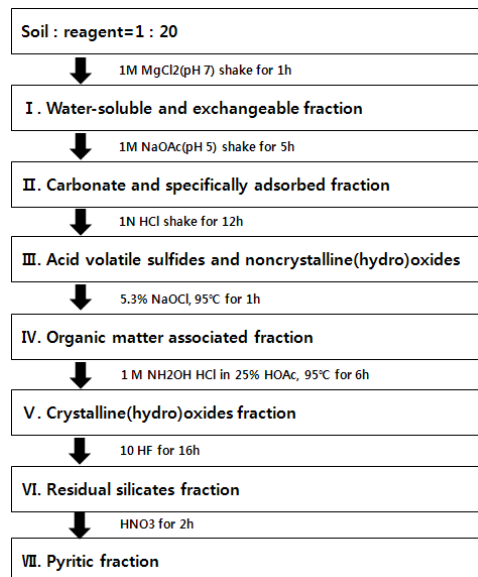 Soil : reagent=1 : 20
1M MgCl2(pH 7) shake for 1h
Ⅰ. Water-soluble and exchangeable fraction
1M NaOAc(pH 5) shake for 5h
Ⅱ. Carbonate and specifically adsorbed fraction
1N HCl shake for 12h
Ⅲ. Acid volatile sulfides and noncrystalline(hydro)oxides
5.3% NaOCl, 95℃ for 1h
Ⅳ. Organic matter associated fraction
1 M NH2OH HCl in 25% HOAc, 95℃ for 6h
Ⅴ. Crystalline(hydro)oxides fraction
10 HF for 16h
Ⅵ. Residual silicates fraction
HNO3 for 2h
Ⅶ. Pyritic fraction